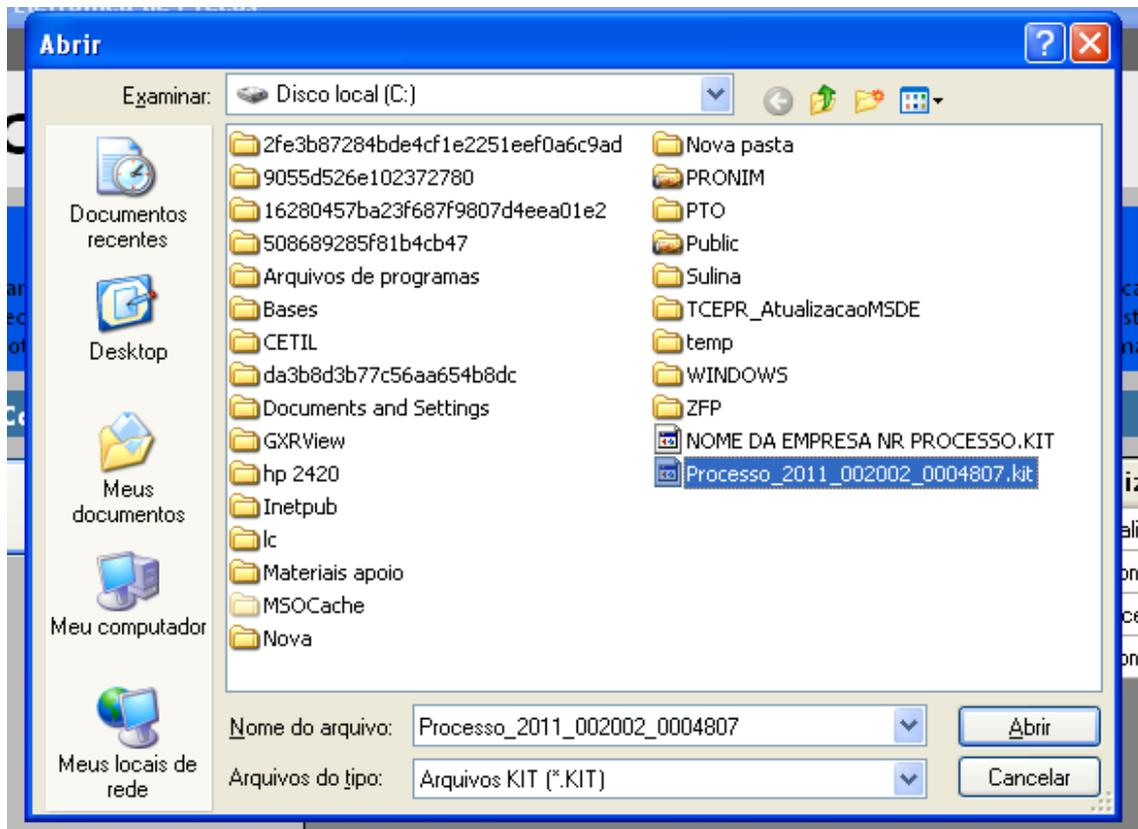 Abrir
Examinar:
Disco local (C:)
Documentos
recentes
Desktop
Meus
documentos
Meu computador
Meus locais de
rede
2fe3b87284bde4cf1e2251eef0a6c9ad
9055d526e102372780
16280457ba23f687f9807d4eea01e2
508689285f81b4cb47
Arquivos de programas
Bases
CETIL
da3b8d3b77c56aa654b8dc
Documents and Settings
GXRView
hp 2420
Inetpub
lc
Materiais apoio
MSOCache
Nova
Nova pasta
PRONIM
PTO
Public
Sulina
TCEPR_AtualizacaoMSDE
temp
WINDOWS
ZFP
NOME DA EMPRESA NR PROCESSO.KIT
Processo_2011_002002_0004807.kit
Nome do arquivo:
Processo_2011_002002_0004807
Abrir
Arquivos do tipo:
Arquivos KIT (*.KIT)
Cancelar